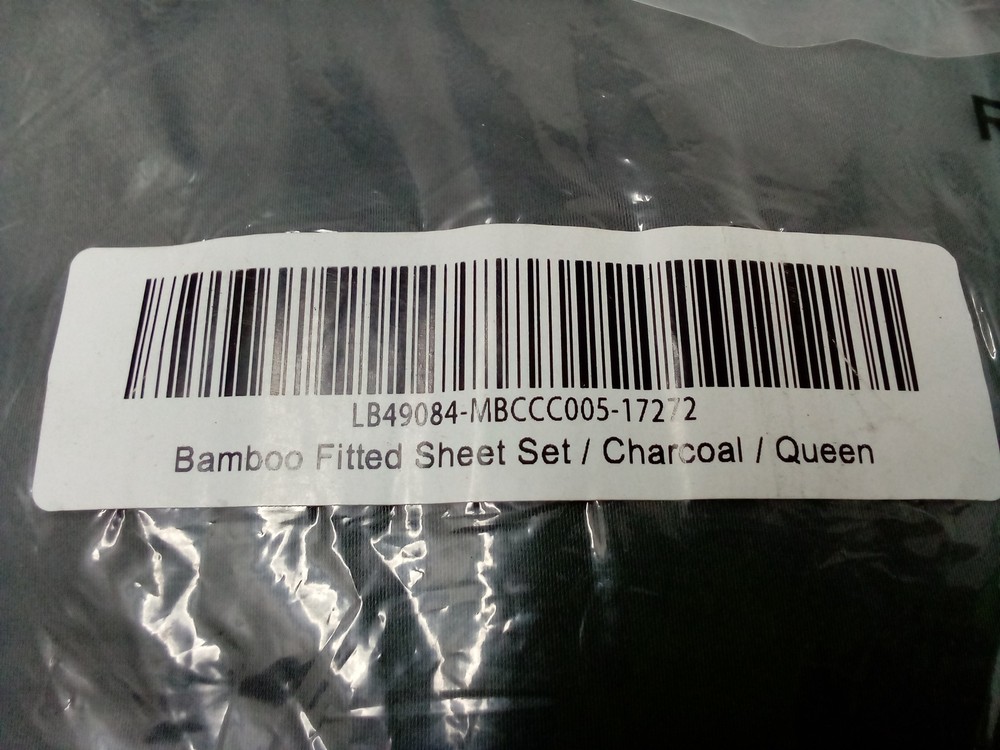 LB49084-MBCCC005-17272
Bamboo Fitted Sheet Set / Charcoal / Queen